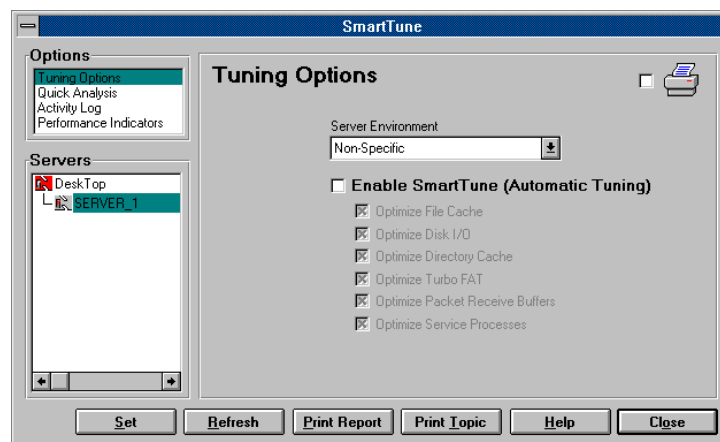 SmartTune
Options
Tuning Options
Quick Analysis
Activity Log
Performance Indicators
Servers
DeskTop
SERVER_1
Tuning Options
Server Environment
Non-Specific
Enable SmartTune (Automatic Tuning)
Optimize File Cache
Optimize Disk I/O
Optimize Directory Cache
Optimize Turbo FAT
Optimize Packet Receive Buffers
Optimize Service Processes
Set
Refresh
Print Report
Print Topic
Help
Close